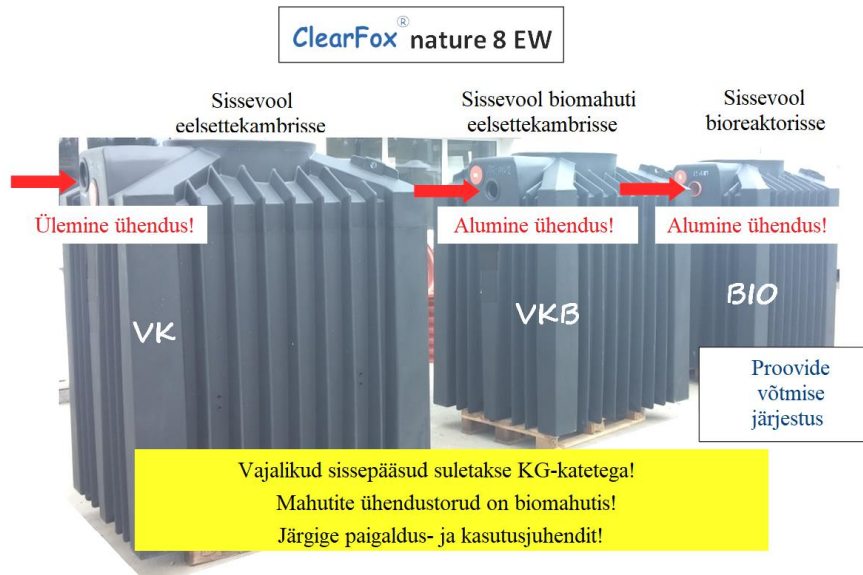 ClearFox® nature 8 EW
Sissevool
eelsettekambrisse
Sissevool biomahuti
eelsettekambrisse
Sissevool
bioreaktorisse
Ülemine ühendus!
Alumine ühendus!
Alumine ühendus!
VK
VKB
BIO
Proovide
võtmise
järjestus
Vajalikud sissepääsud suletakse KG-katetega!
Mahutite ühendustorud on biomahutis!
Järgige paigaldus- ja kasutusjuhendit!